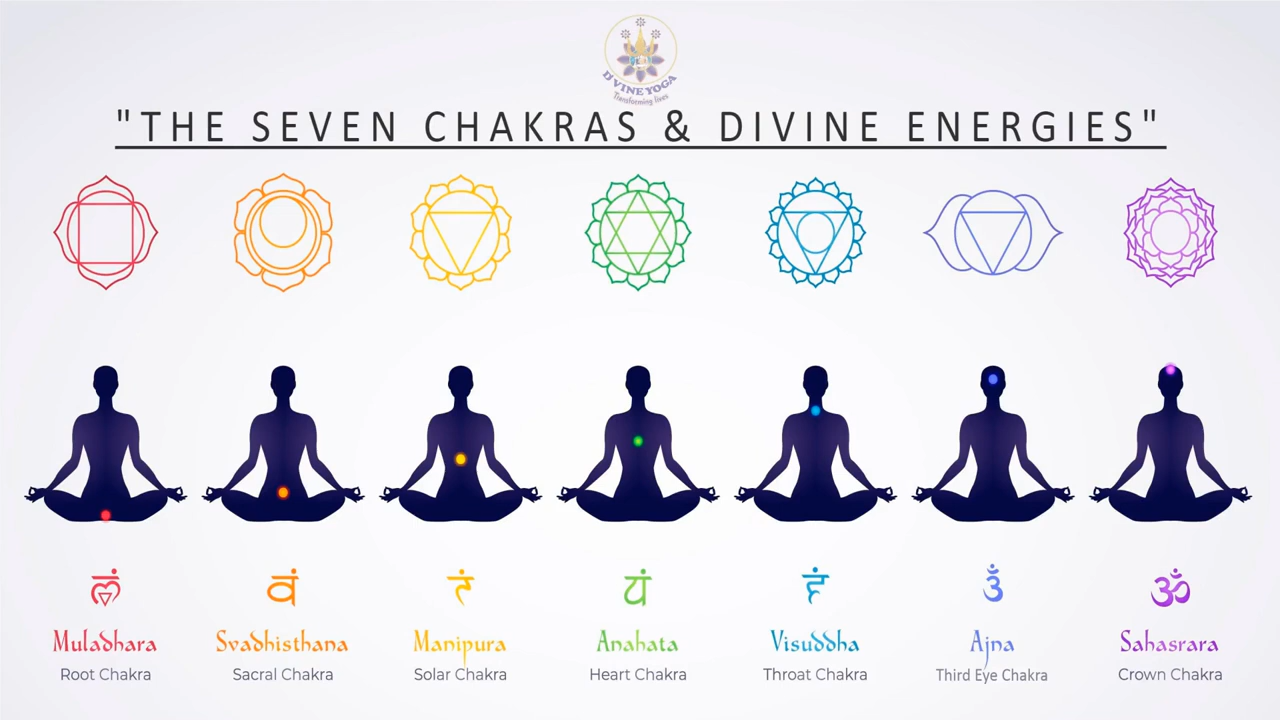 DIVINE YOGA
Transforming lives
"THE SEVEN CHAKRAS & DIVINE ENERGIES"
लं वं रं यं हं ॐ ॐ
Muladhara Svadhisthana Manipura Anahata Visuddha Ajna Sahasrara
Root Chakra Sacral Chakra Solar Chakra Heart Chakra Throat Chakra Third Eye Chakra Crown Chakra